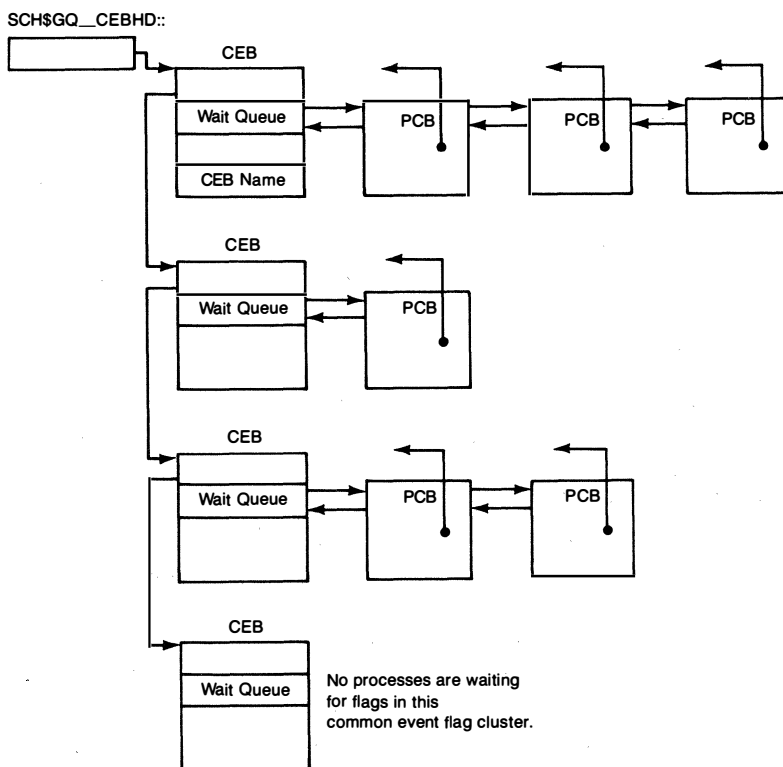 SCH$GQ__CEBHD::
CEB
Wait Queue
CEB Name
PCB
PCB
PCB
CEB
Wait Queue
PCB
CEB
Wait Queue
PCB
PCB
CEB
Wait Queue
No processes are waiting
for flags in this
common event flag cluster.